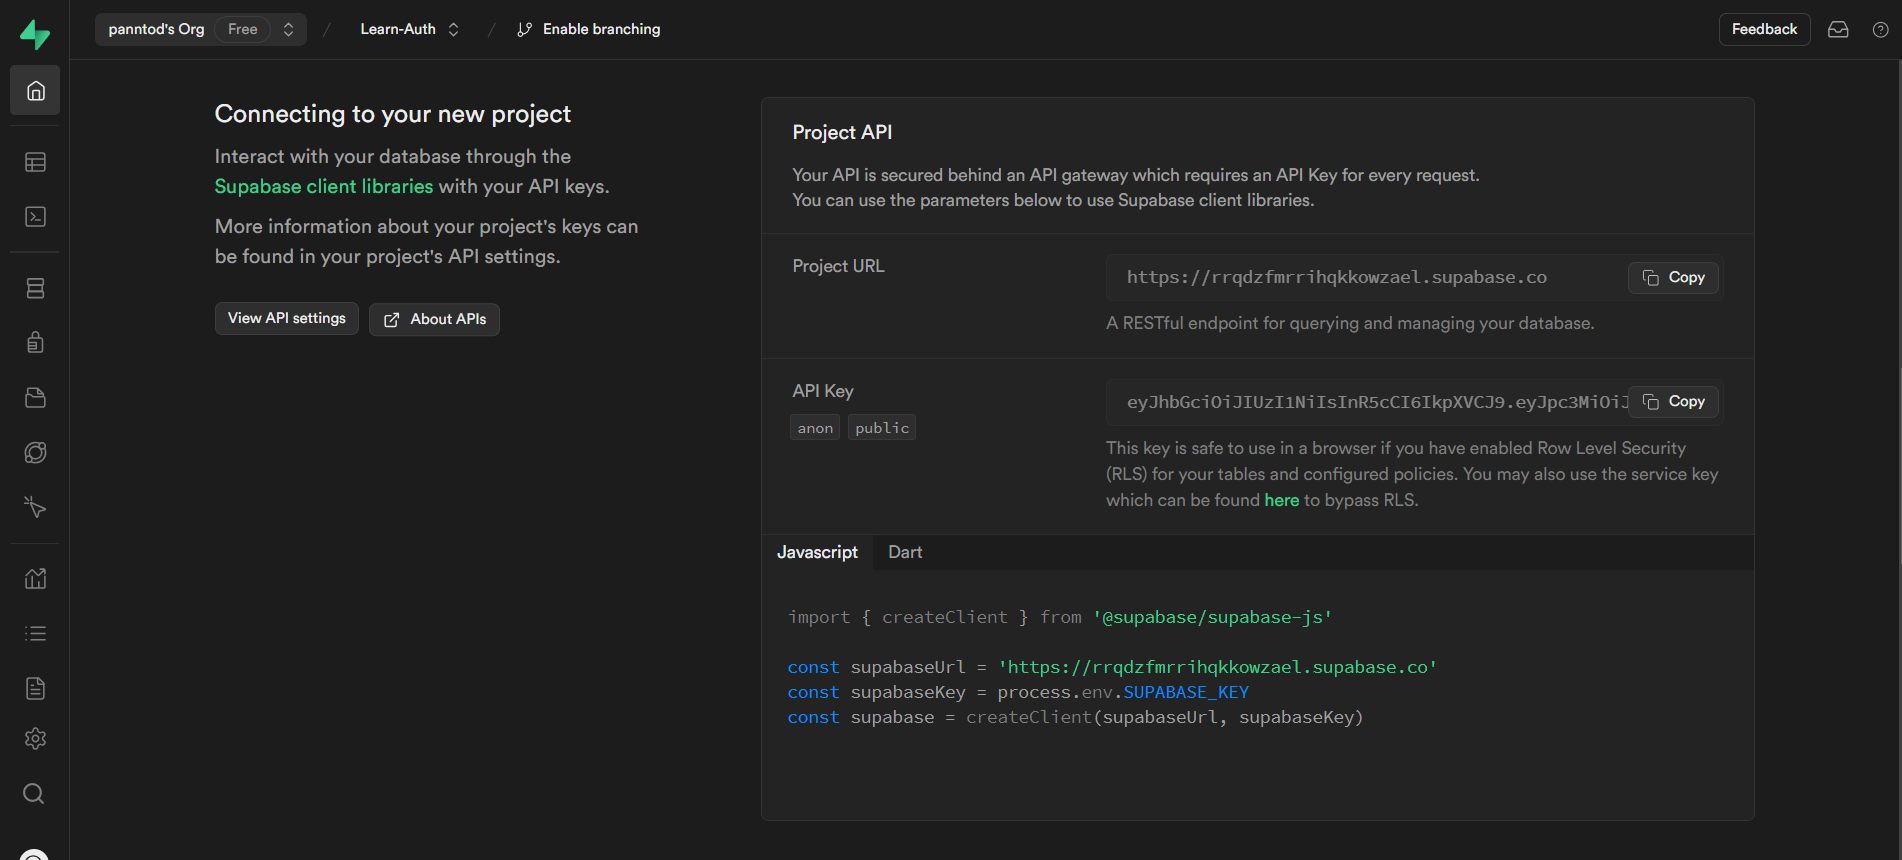 panntod's Org Free / Learn-Auth / Enable branching
Feedback
Connecting to your new project
Interact with your database through the
Supabase client libraries with your API keys.
More information about your project's keys can
be found in your project's API settings.
View API settings
About APIs
Project API
Your API is secured behind an API gateway which requires an API Key for every request.
You can use the parameters below to use Supabase client libraries.
Project URL
https://rrqdzfmrrihqkkowzael.supabase.co
Copy
A RESTful endpoint for querying and managing your database.
API Key
anon public
eyJhbGciOiJIUzI1NiIsInR5cCI6IkpXVCJ9.eyJpc3MiOiJ
Copy
This key is safe to use in a browser if you have enabled Row Level Security
(RLS) for your tables and configured policies. You may also use the service key
which can be found here to bypass RLS.
Javascript
Dart
import { createClient } from '@supabase/supabase-js'
const supabaseUrl = 'https://rrqdzfmrrihqkkowzael.supabase.co'
const supabaseKey = process.env.SUPABASE_KEY
const supabase = createClient(supabaseUrl, supabaseKey)